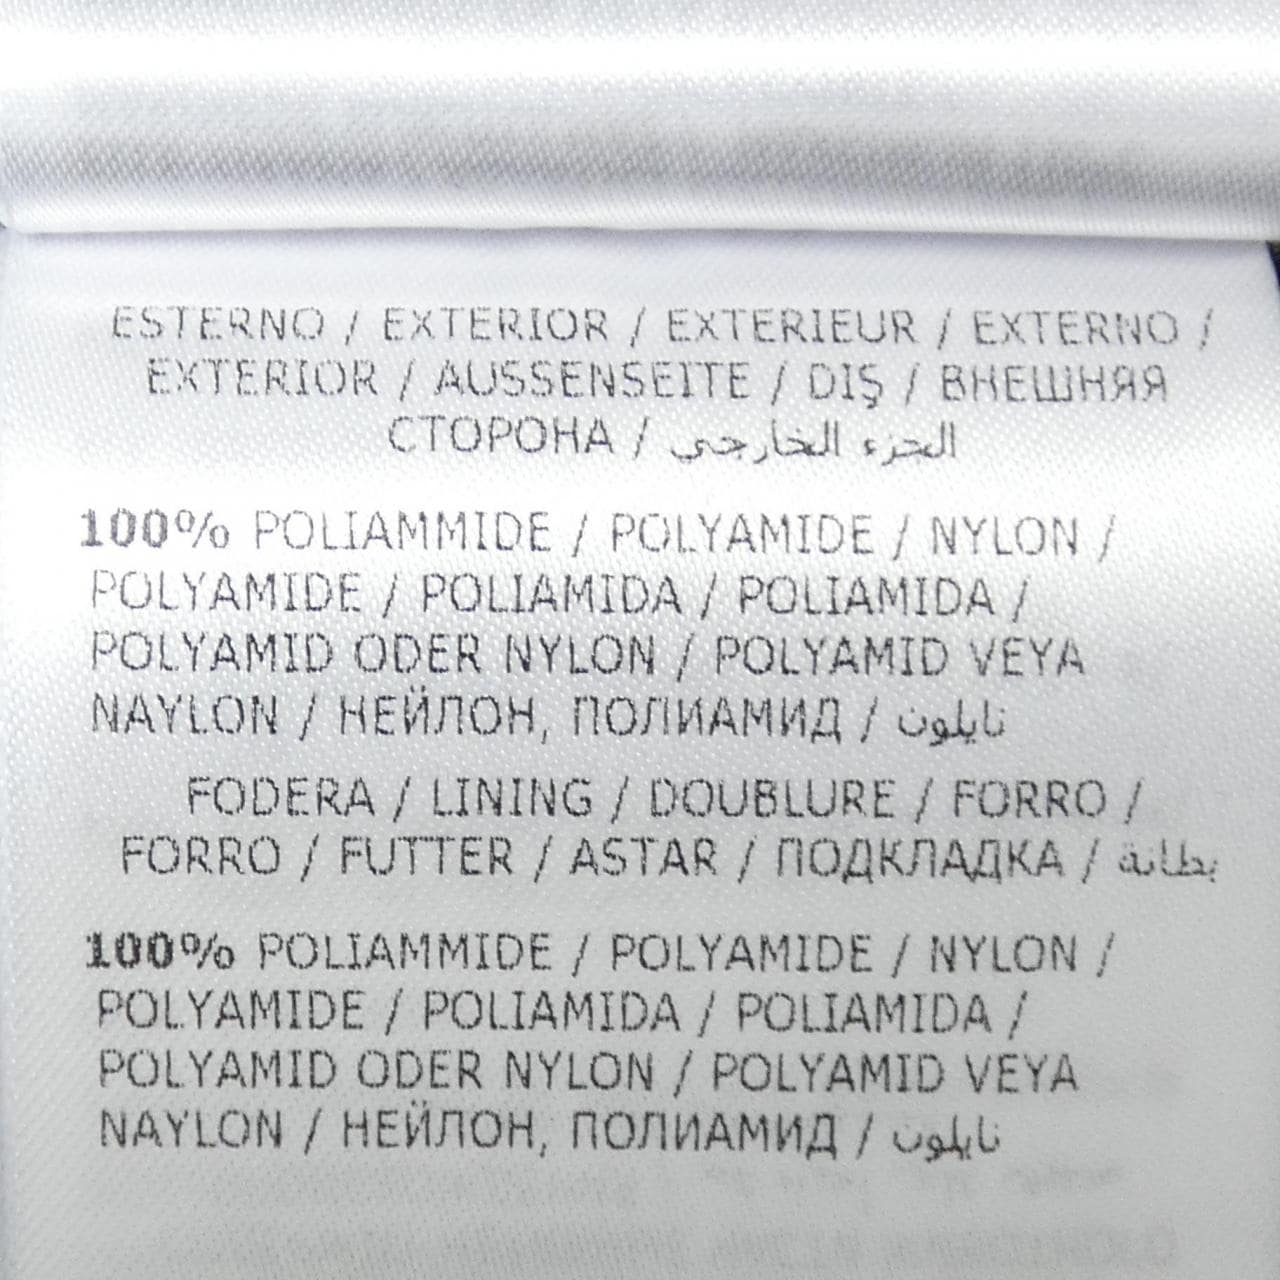 ESTERNO / EXTERIOR / EXTERIEUR / EXTERNO /
EXTERIOR / AUSSENSEITE / DIŞ / ВНЕШНЯЯ
СТОРОНА / الجزء الخارجي
100% POLIAMMIDE / POLYAMIDE / NYLON /
POLYAMIDE / POLIAMIDA / POLIAMIDA /
POLYAMID ODER NYLON / POLYAMID VEYA
NAYLON / НЕЙЛОН, ПОЛИАМИД / نايلون
FODERA / LINING / DOUBLURE / FORRO /
FORRO / FUTTER / ASTAR / ПОДКЛАДКА / بطانة
100% POLIAMMIDE / POLYAMIDE / NYLON /
POLYAMIDE / POLIAMIDA / POLIAMIDA /
POLYAMID ODER NYLON / POLYAMID VEYA
NAYLON / НЕЙЛОН, ПОЛИАМИД / نايلون